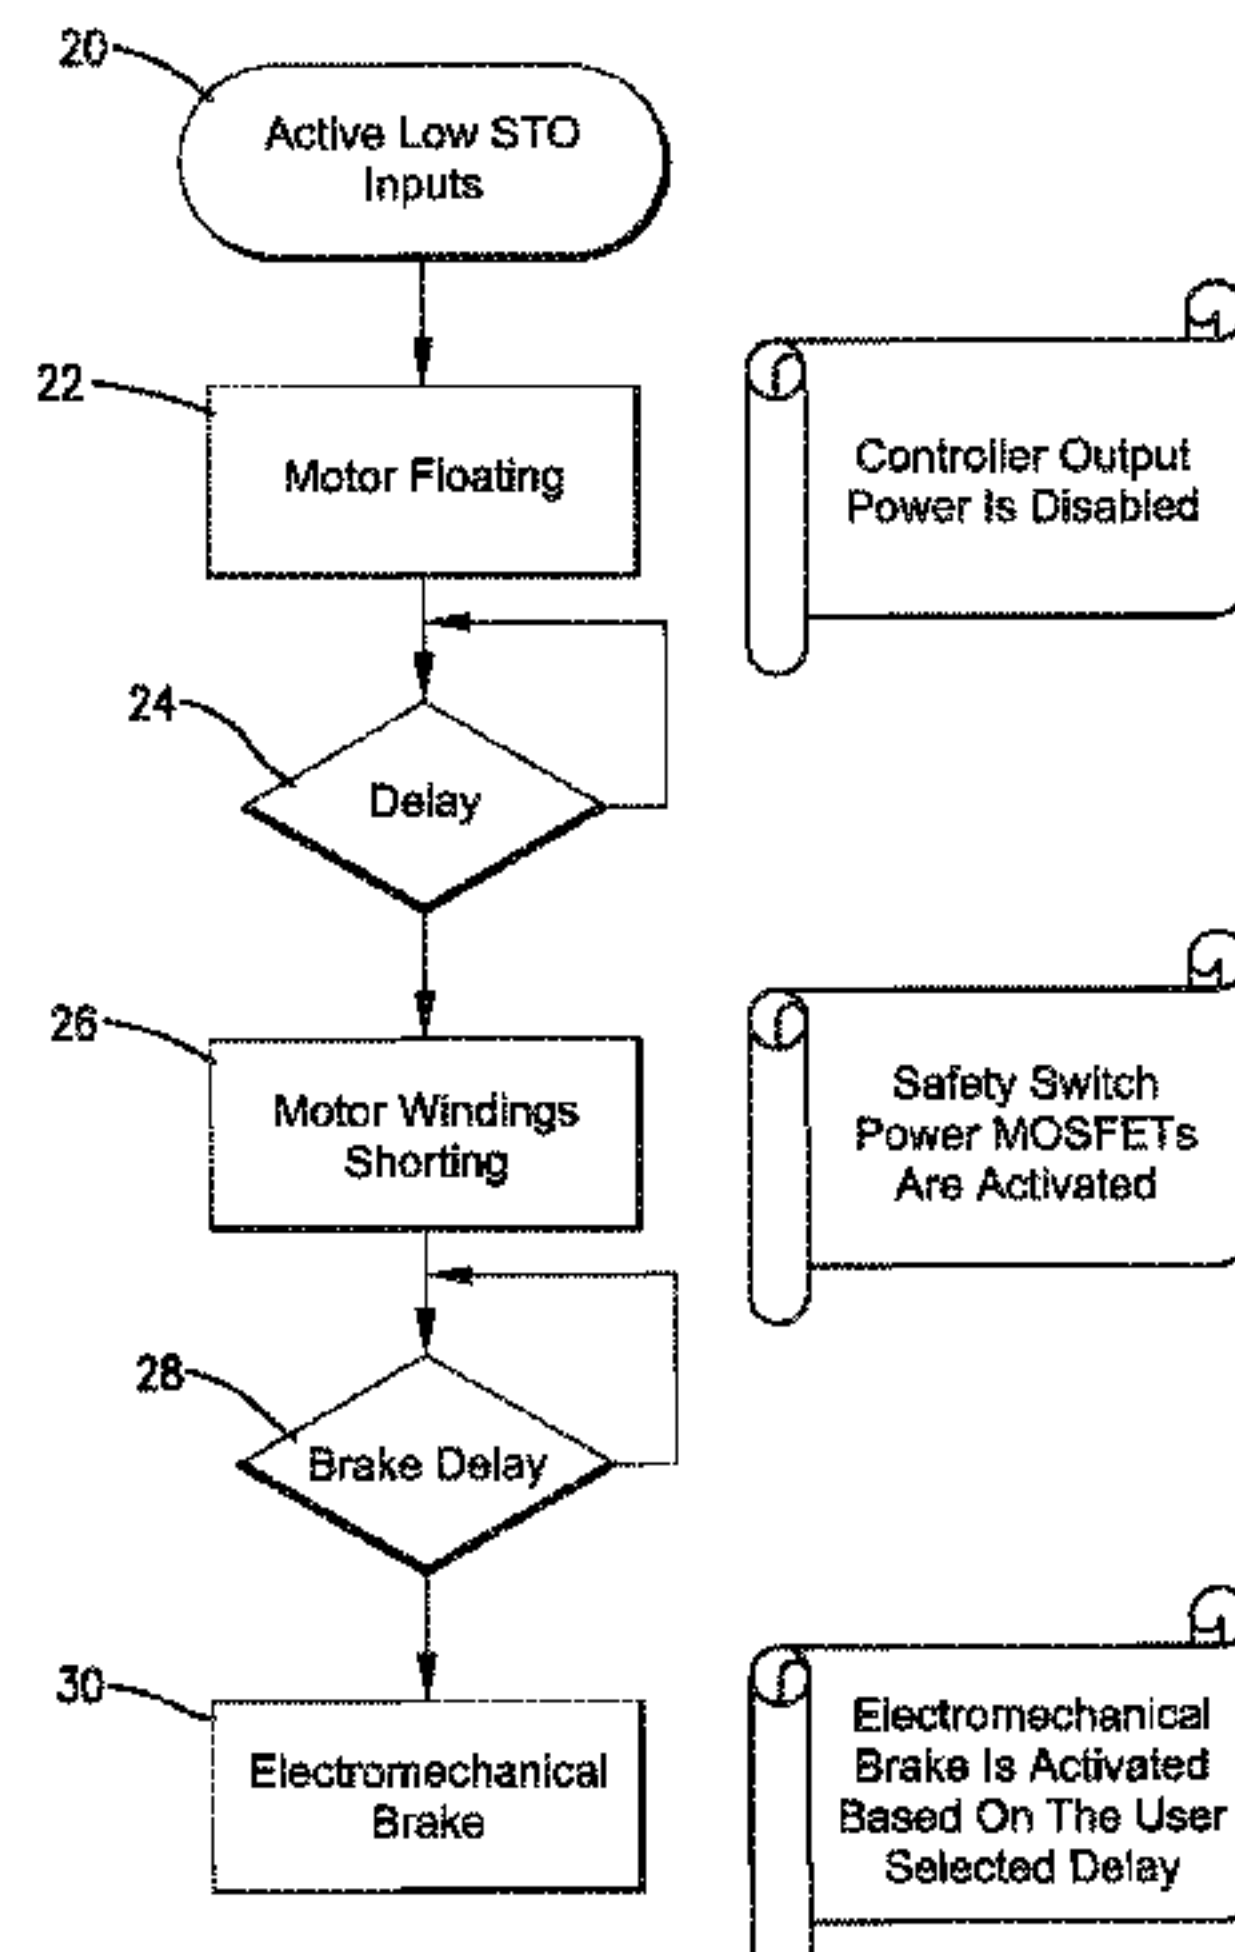 20
Active Low STO
Inputs
22
Motor Floating
Controller Output
Power Is Disabled
24
Delay
26
Motor Windings
Shorting
Safety Switch
Power MOSFETs
Are Activated
28
Brake Delay
30
Electromechanical
Brake
Electromechanical
Brake Is Activated
Based On The User
Selected Delay